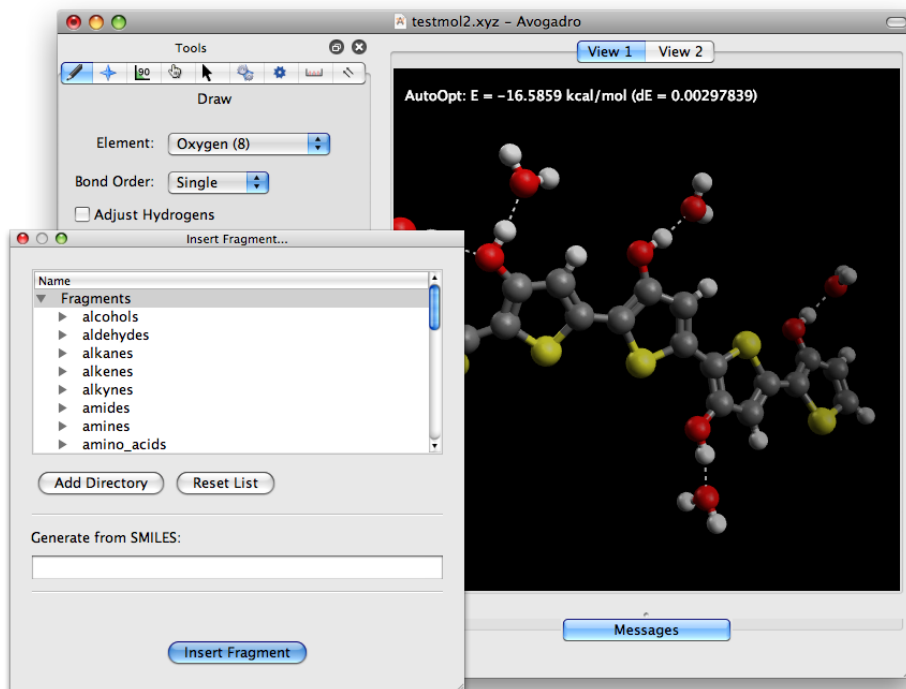 testmol2.xyz - Avogadro
Tools
View 1 View 2
90
Draw
AutoOpt: E = -16.5859 kcal/mol (dE = 0.00297839)
Element: Oxygen (8)
Bond Order: Single
Adjust Hydrogens
Insert Fragment...
Name
Fragments
alcohols
aldehydes
alkanes
alkenes
alkynes
amides
amines
amino_acids
Add Directory Reset List
Generate from SMILES:
Messages
Insert Fragment